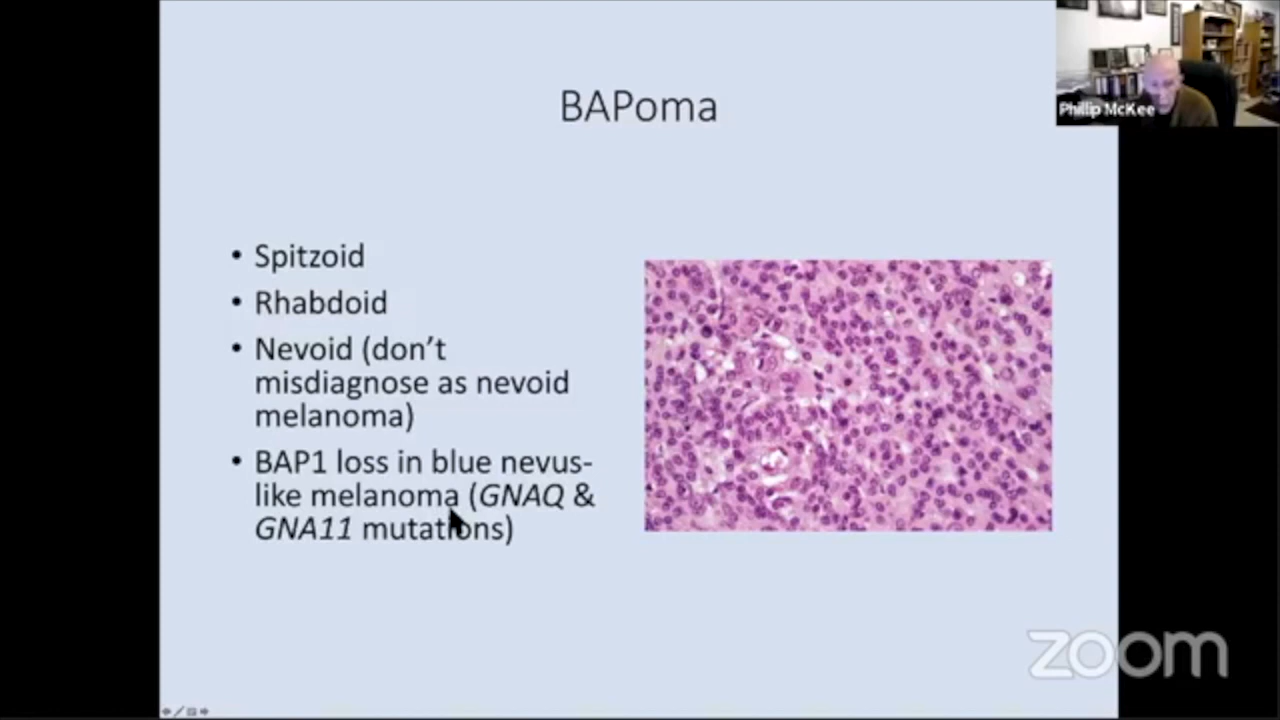 BAPoma
Phillip McKee
• Spitzoid
• Rhabdoid
• Nevoid (don’t
misdiagnose as nevoid
melanoma)
• BAP1 loss in blue nevus-
like melanoma (GNAQ &
GNA11 mutations)
zoom